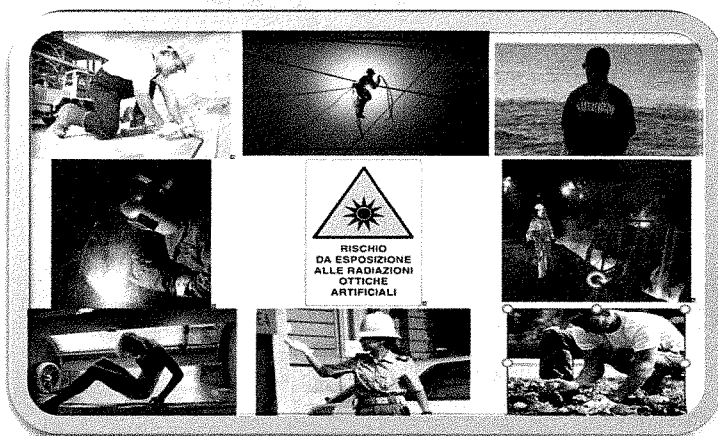 RISCHIO
DA ESPOSIZIONE
ALLE RADIAZIONI
OTTICHE
ARTIFICIALI